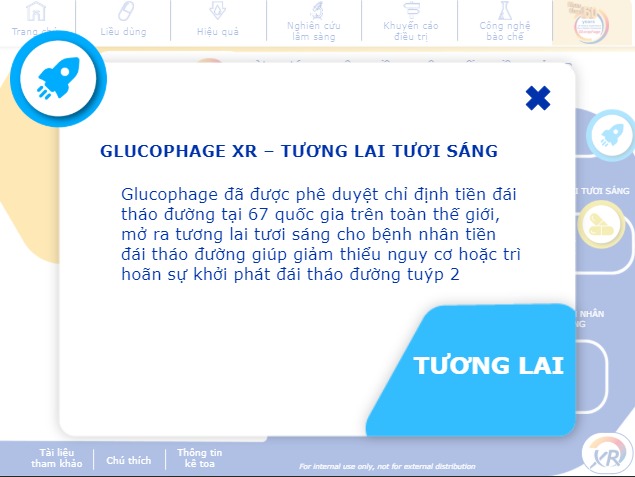 Liều dùng
Hiệu quả
Nghiên cứu
lâm sàng
Khuyến cáo
điều trị
Công nghệ
bào chế
GLUCOPHAGE XR – TƯƠNG LAI TƯƠI SÁNG
Glucophage đã được phê duyệt chỉ định tiền đái
tháo đường tại 67 quốc gia trên toàn thế giới,
mở ra tương lai tươi sáng cho bệnh nhân tiền
đái tháo đường giúp giảm thiểu nguy cơ hoặc trì
hoãn sự khởi phát đái tháo đường tuýp 2
I TƯƠI SÁNG
NHÂN
TƯƠNG LAI
Tài liệu
tham khảo
Chú thích
Thông tin
kê toa
For internal use only, not for external distribution
XR